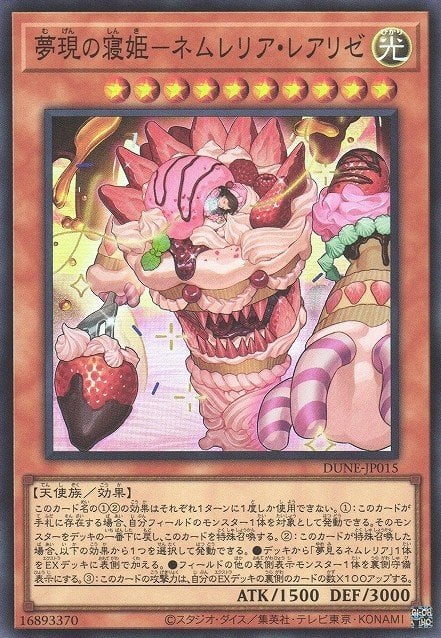 夢現の寝姫－ネムレリア・レアリゼ
光
DUNE-JP015
【天使族／効果】
このカード名の①②の効果はそれぞれ１ターンに１度しか使用できない。①：このカードが
手札に存在する場合、自分フィールドのモンスター１体を対象として発動できる。そのモン
スターをデッキの一番下に戻し、このカードを特殊召喚する。②：このカードが特殊召喚した
場合、以下の効果から１つを選択して発動できる。●デッキから「夢見るネムレリア」１体
をEXデッキに表側で加える。●フィールドの他の表側表示モンスター１体を裏側守備
表示にする。③：このカードの攻撃力は、自分のEXデッキの裏側のカードの数×100アップする。
ATK/1500 DEF/3000
16893370
©スタジオ・ダイス／集英社・テレビ東京・KONAMI